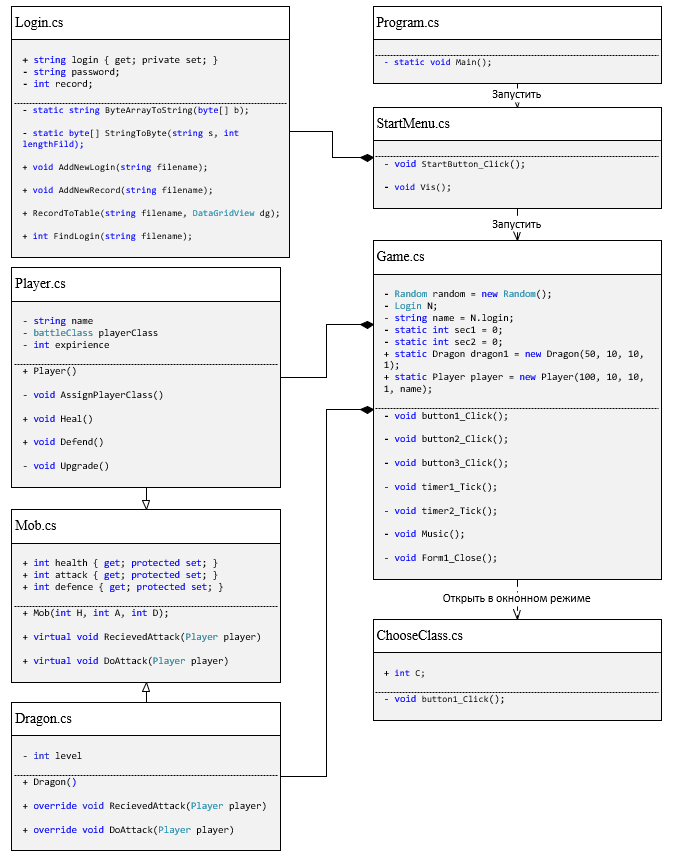 Login.cs
+ string login { get; private set; }
- string password;
- int record;
- static string ByteArrayToString(byte[] b);
- static byte[] StringToByte(string s, int
lengthFild);
+ void AddNewLogin(string filename);
+ void AddNewRecord(string filename);
+ RecordToTable(string filename, DataGridView dg);
+ int FindLogin(string filename);
Player.cs
- string name
- battleClass playerClass
- int expirience
+ Player()
- void AssignPlayerClass()
+ void Heal()
+ void Defend()
- void Upgrade()
Mob.cs
+ int health { get; protected set; }
+ int attack { get; protected set; }
+ int defence { get; protected set; }
+ Mob(int H, int A, int D);
+ virtual void RecievedAttack(Player player)
+ virtual void DoAttack(Player player)
Dragon.cs
- int level
+ Dragon()
+ override void RecievedAttack(Player player)
+ override void DoAttack(Player player)
Program.cs
- static void Main();
Запустить
StartMenu.cs
- void StartButton_Click();
- void Vis();
Запустить
Game.cs
- Random random = new Random();
- Login N;
- string name = N.login;
- static int sec1 = 0;
- static int sec2 = 0;
+ static Dragon dragon1 = new Dragon(50, 10, 10,
1);
+ static Player player = new Player(100, 10, 10,
1, name);
- void button1_Click();
- void button2_Click();
- void button3_Click();
- void timer1_Tick();
- void timer2_Tick();
- void Music();
- void Form1_Close();
Открыть в окнонном режиме
ChooseClass.cs
+ int C;
- void button1_Click();